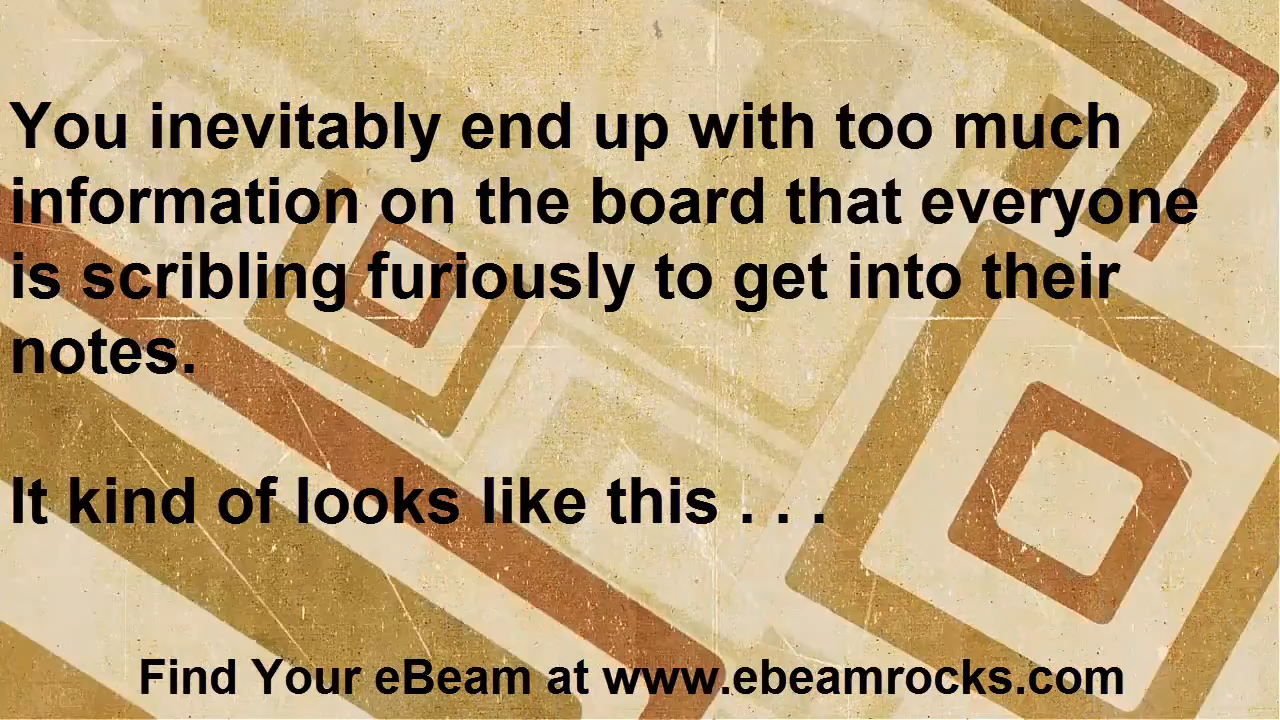 You inevitably end up with too much
information on the board that everyone
is scribling furiously to get into their
notes.
It kind of looks like this . . .
Find Your eBeam at www.ebeamrocks.com